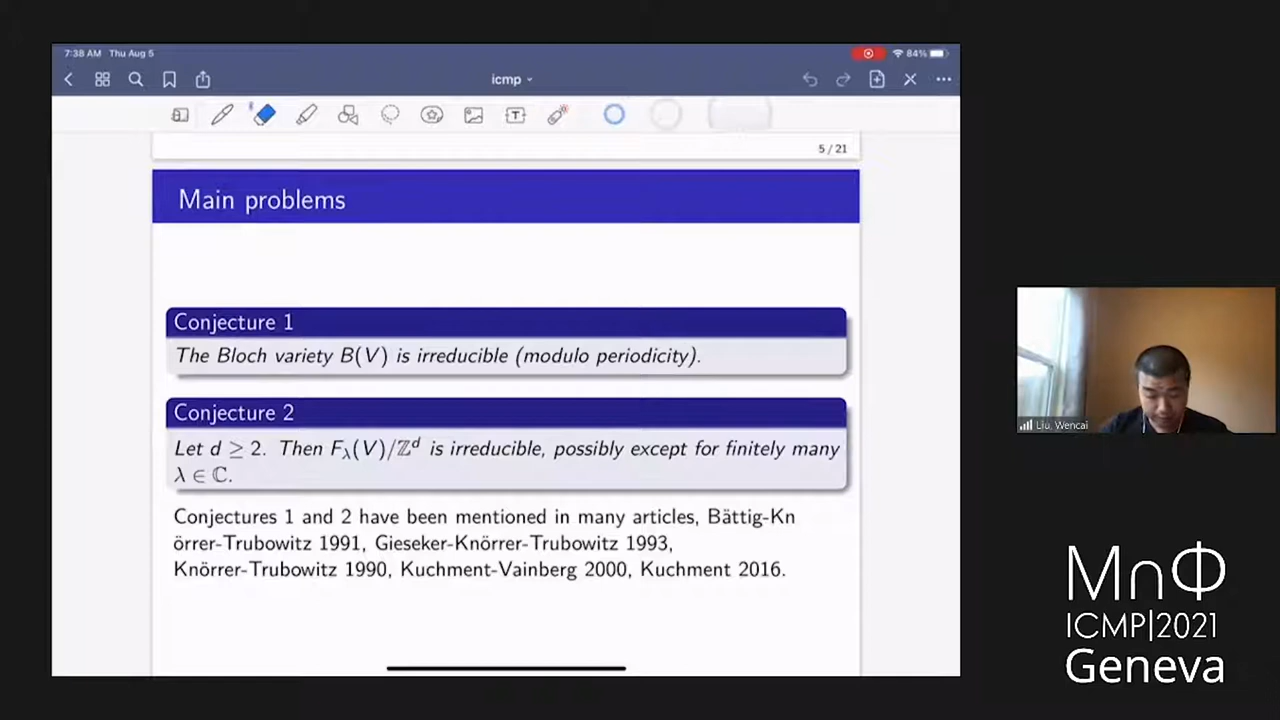 7:38 AM Thu Aug 5
84%
icmp
T
5 / 21
Main problems
Conjecture 1
The Bloch variety B(V) is irreducible (modulo periodicity).
Conjecture 2
Let d ≥ 2. Then F_λ(V)/ℤ^d is irreducible, possibly except for finitely many
λ ∈ ℂ.
Conjectures 1 and 2 have been mentioned in many articles, Bättig-Kn
örrer-Trubowitz 1991, Gieseker-Knörrer-Trubowitz 1993,
Knörrer-Trubowitz 1990, Kuchment-Vainberg 2000, Kuchment 2016.
Liu, Wencai
MηΦ
ICMP|2021
Geneva